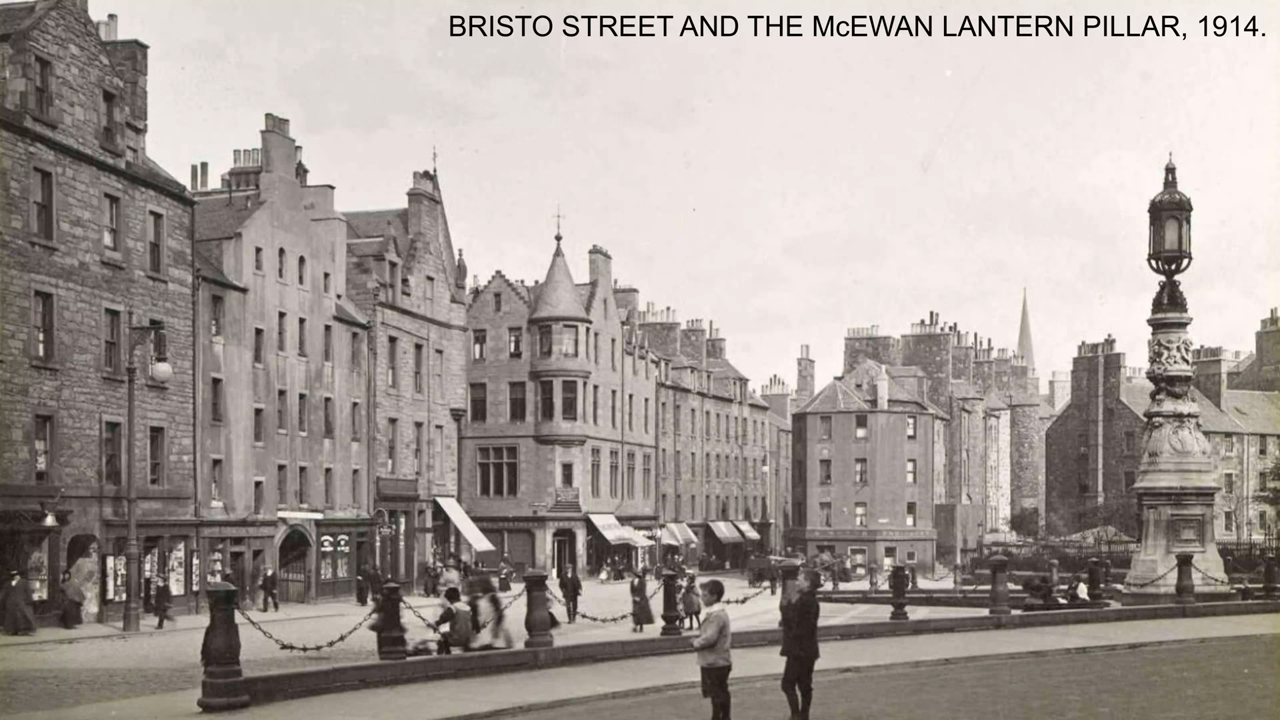 BRISTO STREET AND THE McEWAN LANTERN PILLAR, 1914.